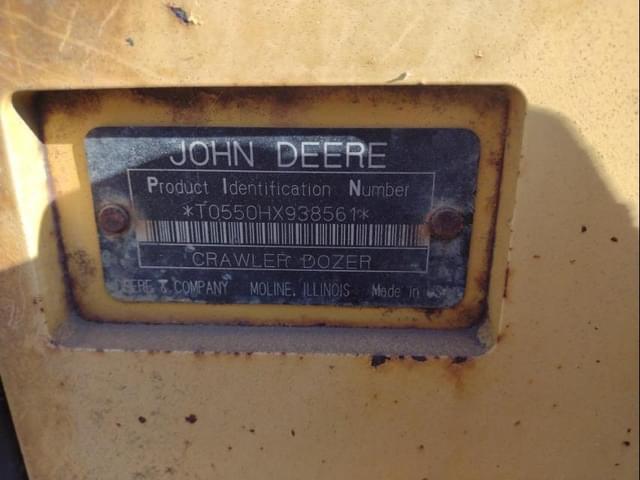 JOHN DEERE
Product Identification Number
*T0550HX938561*
CRAWLER DOZER
DEERE & COMPANY MOLINE, ILLINOIS Made in USA